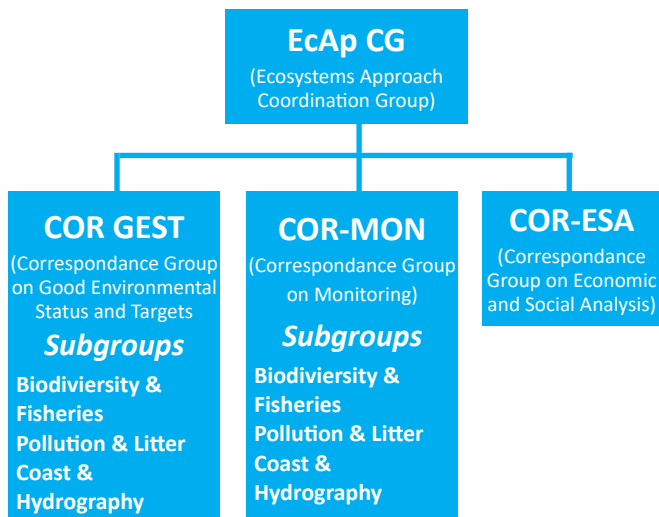 EcAp CG
(Ecosystems Approach
Coordination Group)
COR GEST
(Correspondance Group
on Good Environmental
Status and Targets
Subgroups
Biodiviersity &
Fisheries
Pollution & Litter
Coast &
Hydrography
COR-MON
(Correspondance Group
on Monitoring)
Subgroups
Biodiviersity &
Fisheries
Pollution & Litter
Coast &
Hydrography
COR-ESA
(Correspondance
Group on Economic
and Social Analysis)